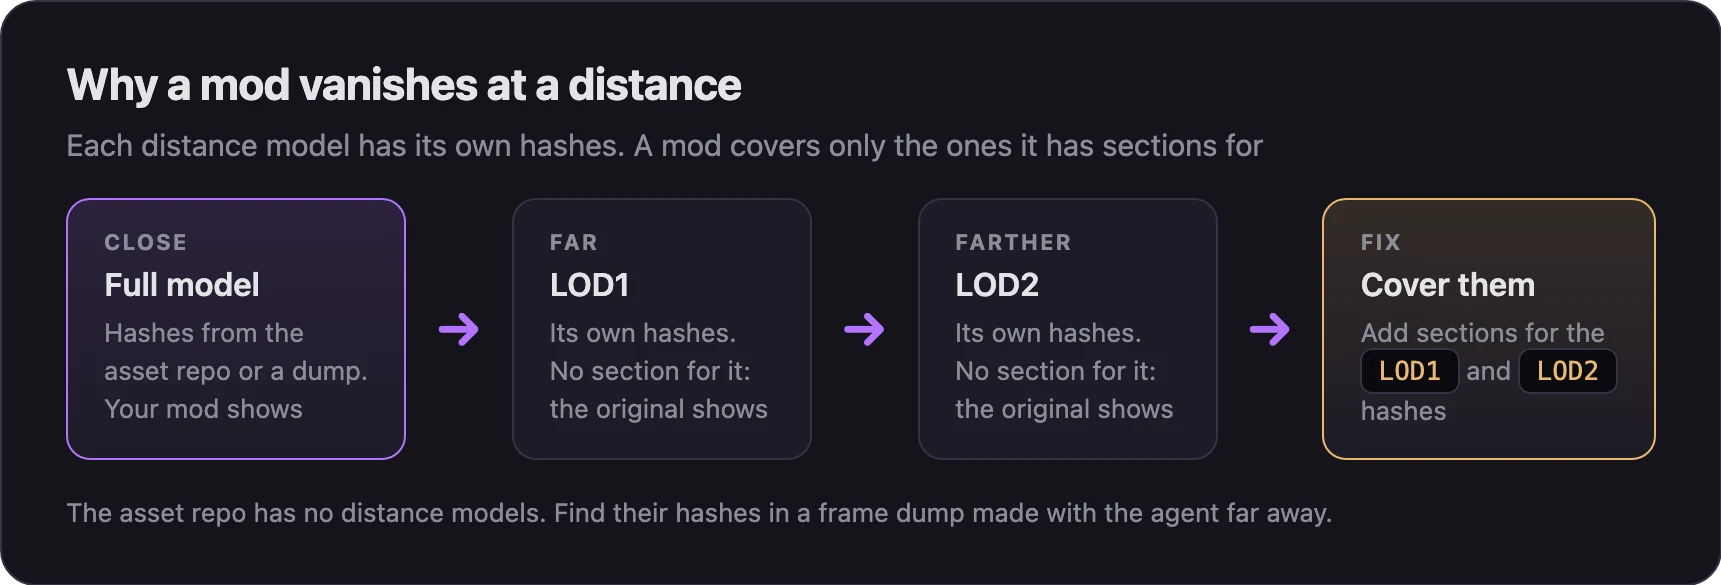 Why a mod vanishes at a distance
Each distance model has its own hashes. A mod covers only the ones it has sections for
CLOSE
Full model
Hashes from the
asset repo or a dump.
Your mod shows
FAR
LOD1
Its own hashes.
No section for it:
the original shows
FARTHER
LOD2
Its own hashes.
No section for it:
the original shows
FIX
Cover them
Add sections for the
LOD1 and LOD2
hashes
The asset repo has no distance models. Find their hashes in a frame dump made with the agent far away.